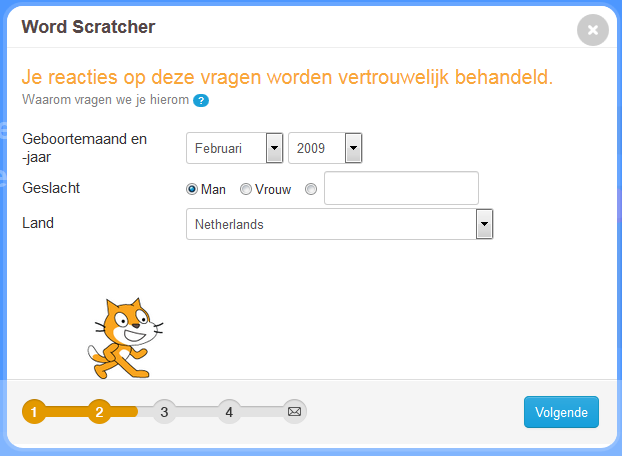 Word Scratcher
Je reacties op deze vragen worden vertrouwelijk behandeld.
Waarom vragen we je hierom ?
Geboortemaand en
-jaar
Februari 2009
Geslacht Man Vrouw
Land Netherlands
1 2 3 4 Volgende